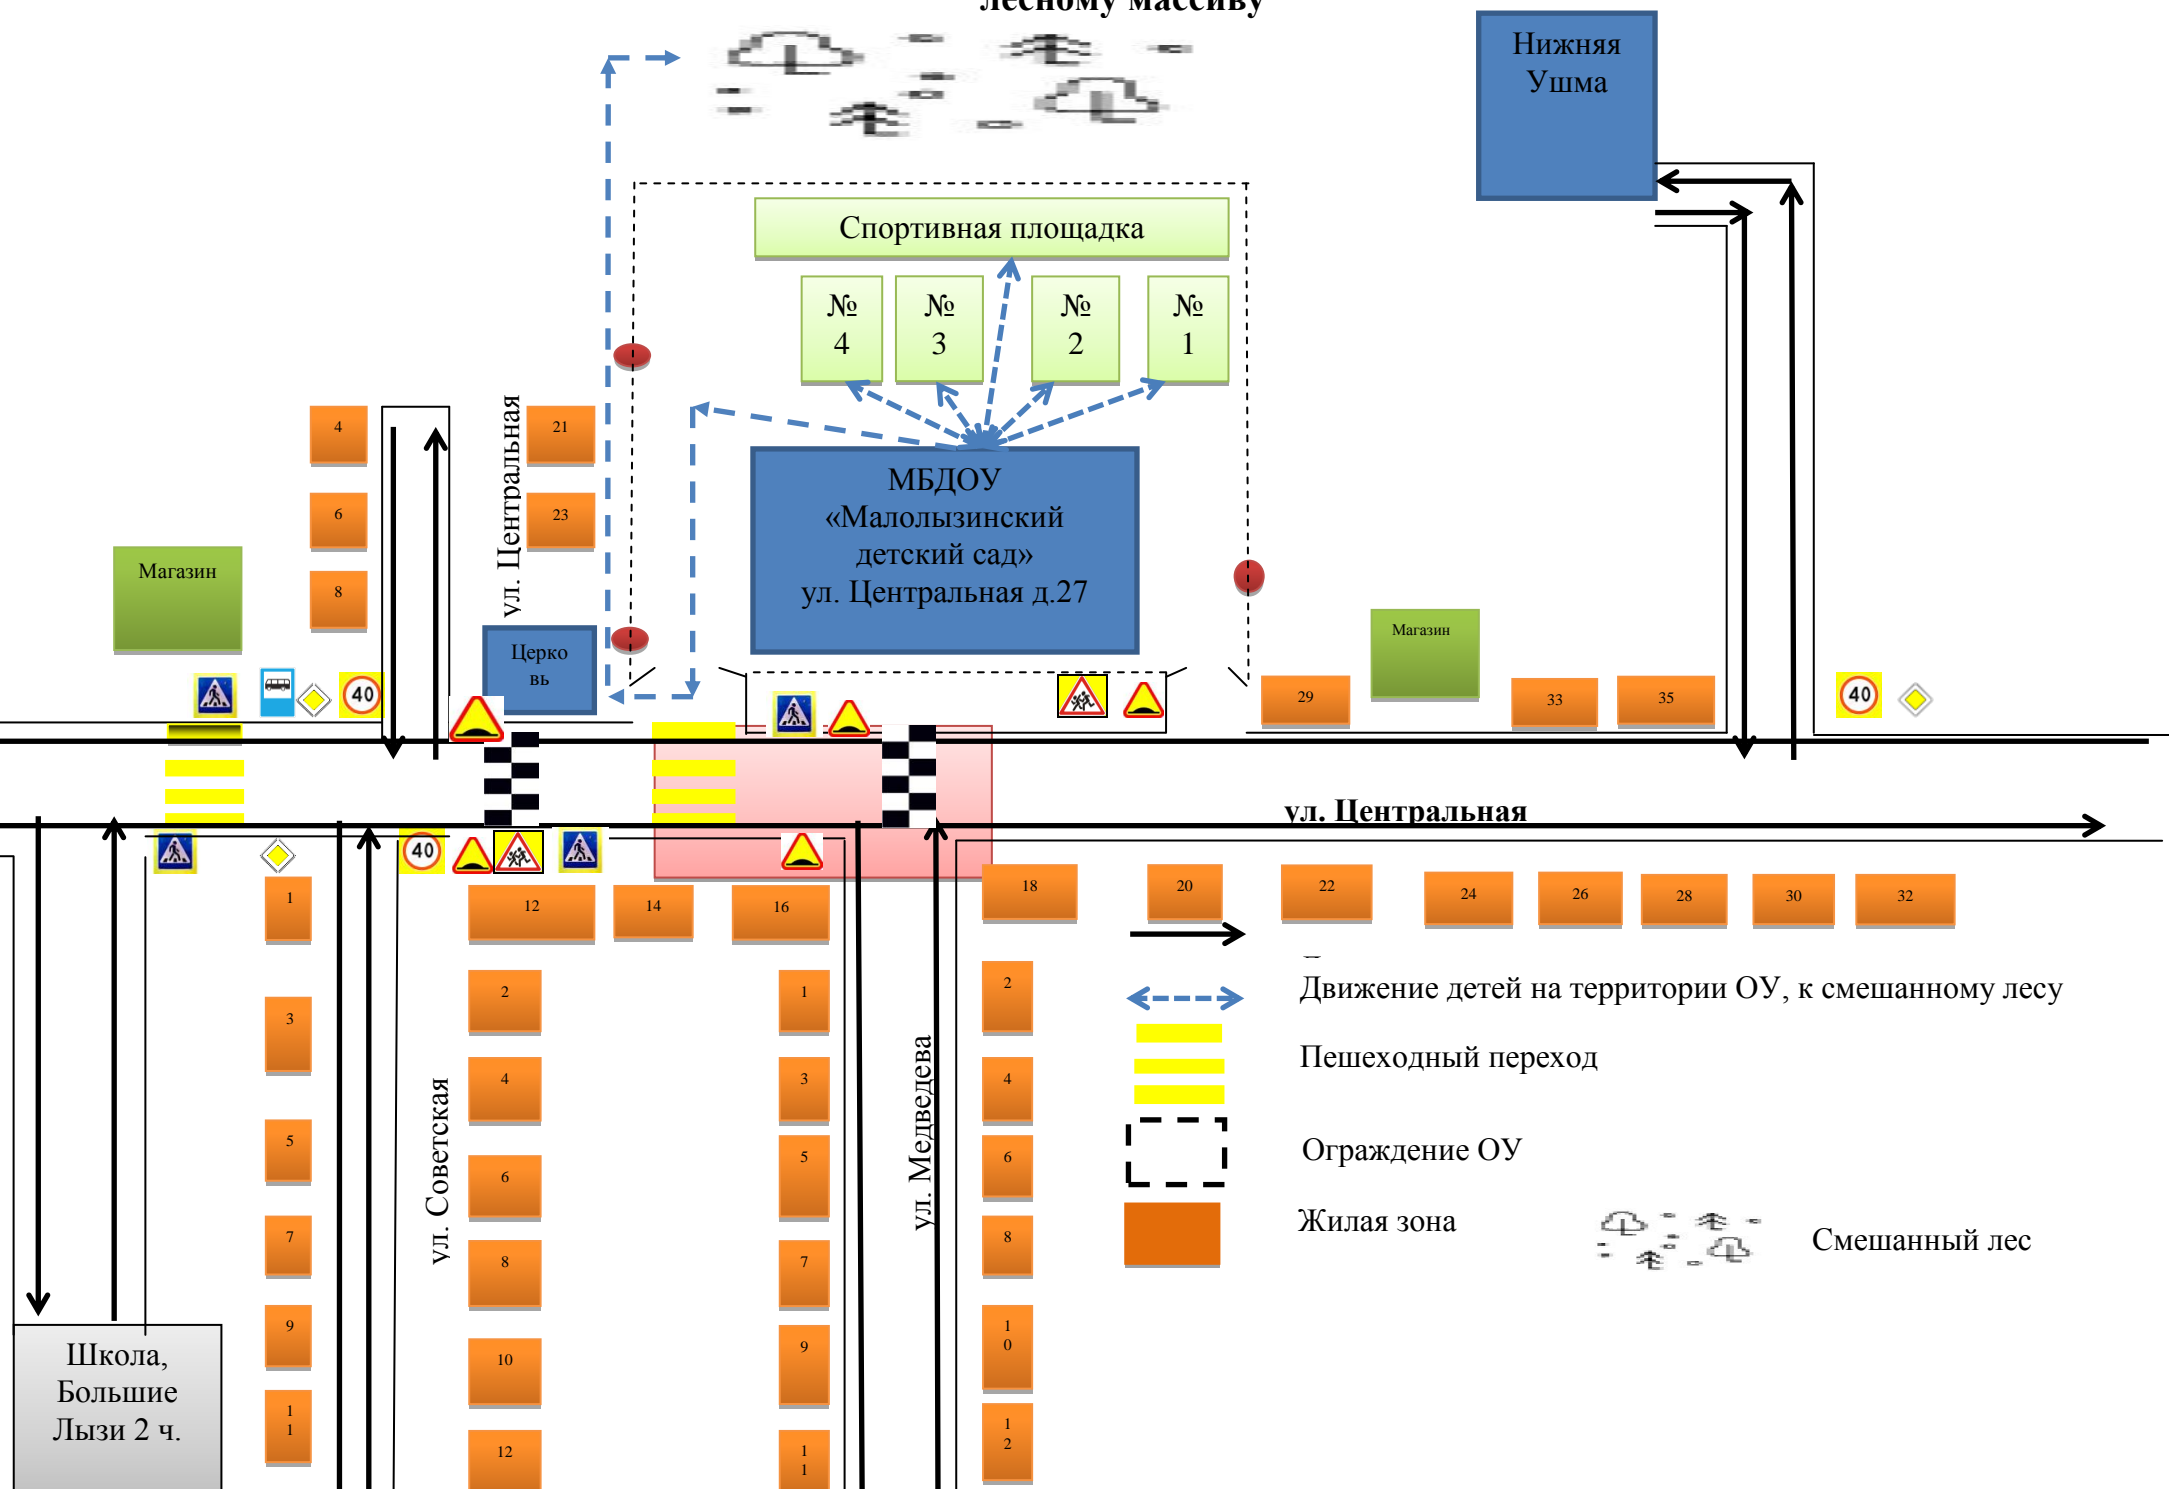 лесному массиву
Нижняя
Ушма
Спортивная площадка
№
4
№
3
№
2
№
1
МБДОУ
«Малолызинский
детский сад»
ул. Центральная д.27
ул. Центральная
4
6
8
21
23
Магазин
Церко
вь
Магазин
29
33
35
40
40
ул. Центральная
40
1
3
5
7
9
1
1
12
14
16
18
20
22
24
26
28
30
32
2
4
6
8
10
12
1
3
5
7
9
1
1
2
4
6
8
1
0
1
2
ул. Советская
ул. Медведева
Движение детей на территории ОУ, к смешанному лесу
Пешеходный переход
Ограждение ОУ
Жилая зона
Смешанный лес
Школа,
Большие
Лызи 2 ч.